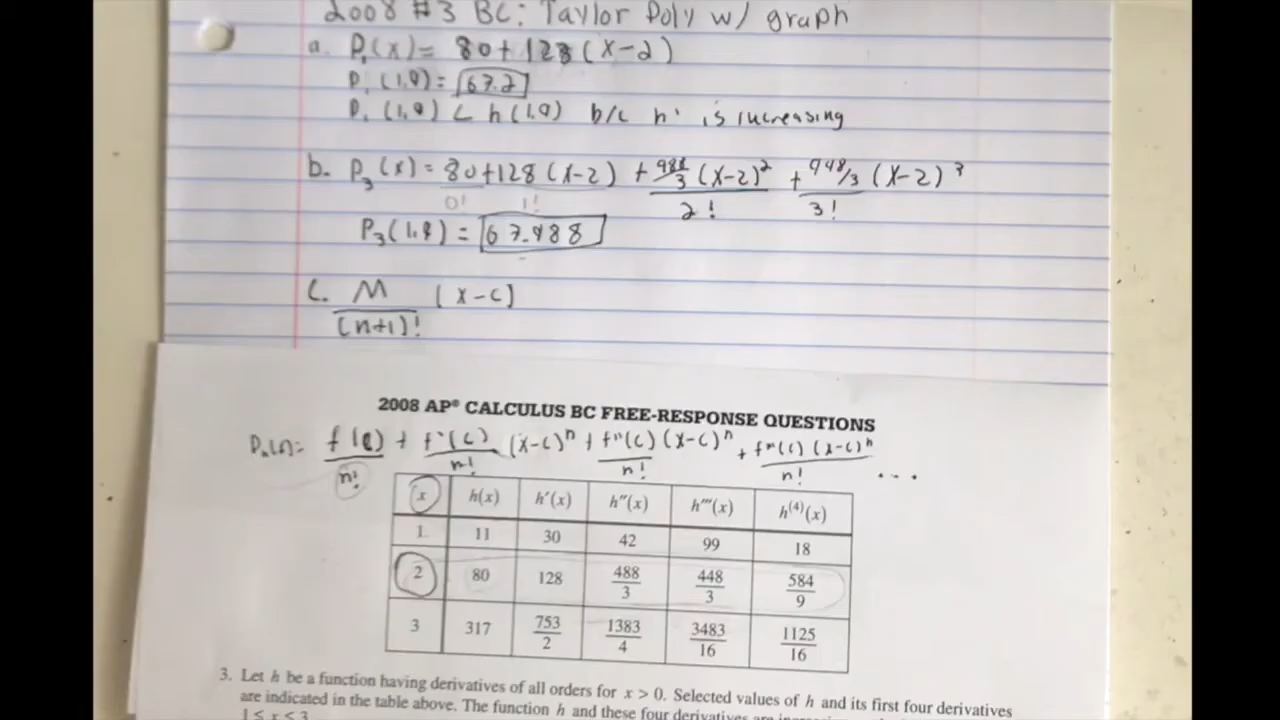 2008 #3 BC: Taylor Poly w/ graph
a. P₁(x) = 80 + 128 (x-2)
P₁ (1.9) = 67.2
P₁ (1.9) < h(1.9) b/c h' is increasing
b. P₃ (x) = 80 + 128 (x-2) + 488/3 (x-2)² + 448/3 (x-2)³
0! 1! 2! 3!
P₃ (1.9) = 67.988
c. M [x-c]
(n+1)!
2008 AP® CALCULUS BC FREE-RESPONSE QUESTIONS
f(c) + f'(c) (x-c)ⁿ + f''(c) (x-c)ⁿ + f'''(c) (x-c)ⁿ ...
n! n! n! n!
x h(x) h′(x) h″(x) h‴(x) h⁽⁴⁾(x)
1 11 30 42 99 18
2 80 128 488/3 448/3 584/9
3 317 753/2 1383/4 3483/16 1125/16
3. Let h be a function having derivatives of all orders for x > 0. Selected values of h and its first four derivatives
are indicated in the table above. The function h and these four derivatives are
1 ≤ x ≤ 3